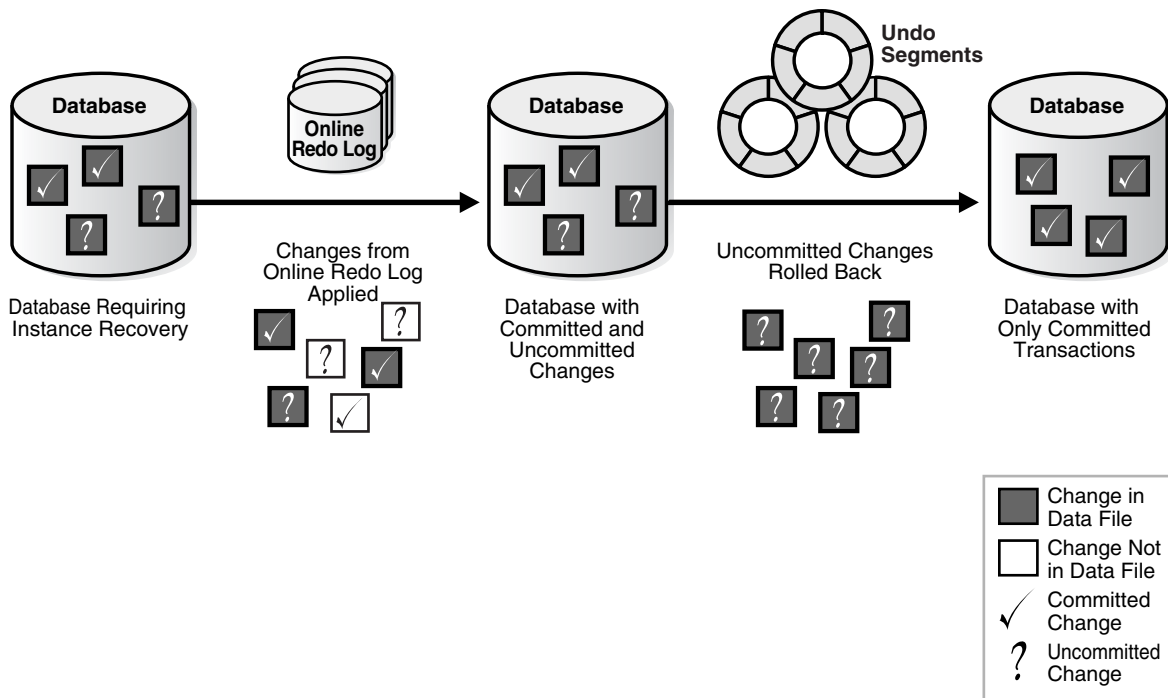 Undo
Segments
Database
Online
Redo Log
Database
Database
?
?
?
?
Changes from
Online Redo Log
Applied
Uncommitted Changes
Rolled Back
Database Requiring
Instance Recovery
Database with
Committed and
Uncommitted
Changes
Database with
Only Committed
Transactions
?
?
?
?
?
?
?
?
?
Change in
Data File
Change Not
in Data File
Committed
Change
?
Uncommitted
Change